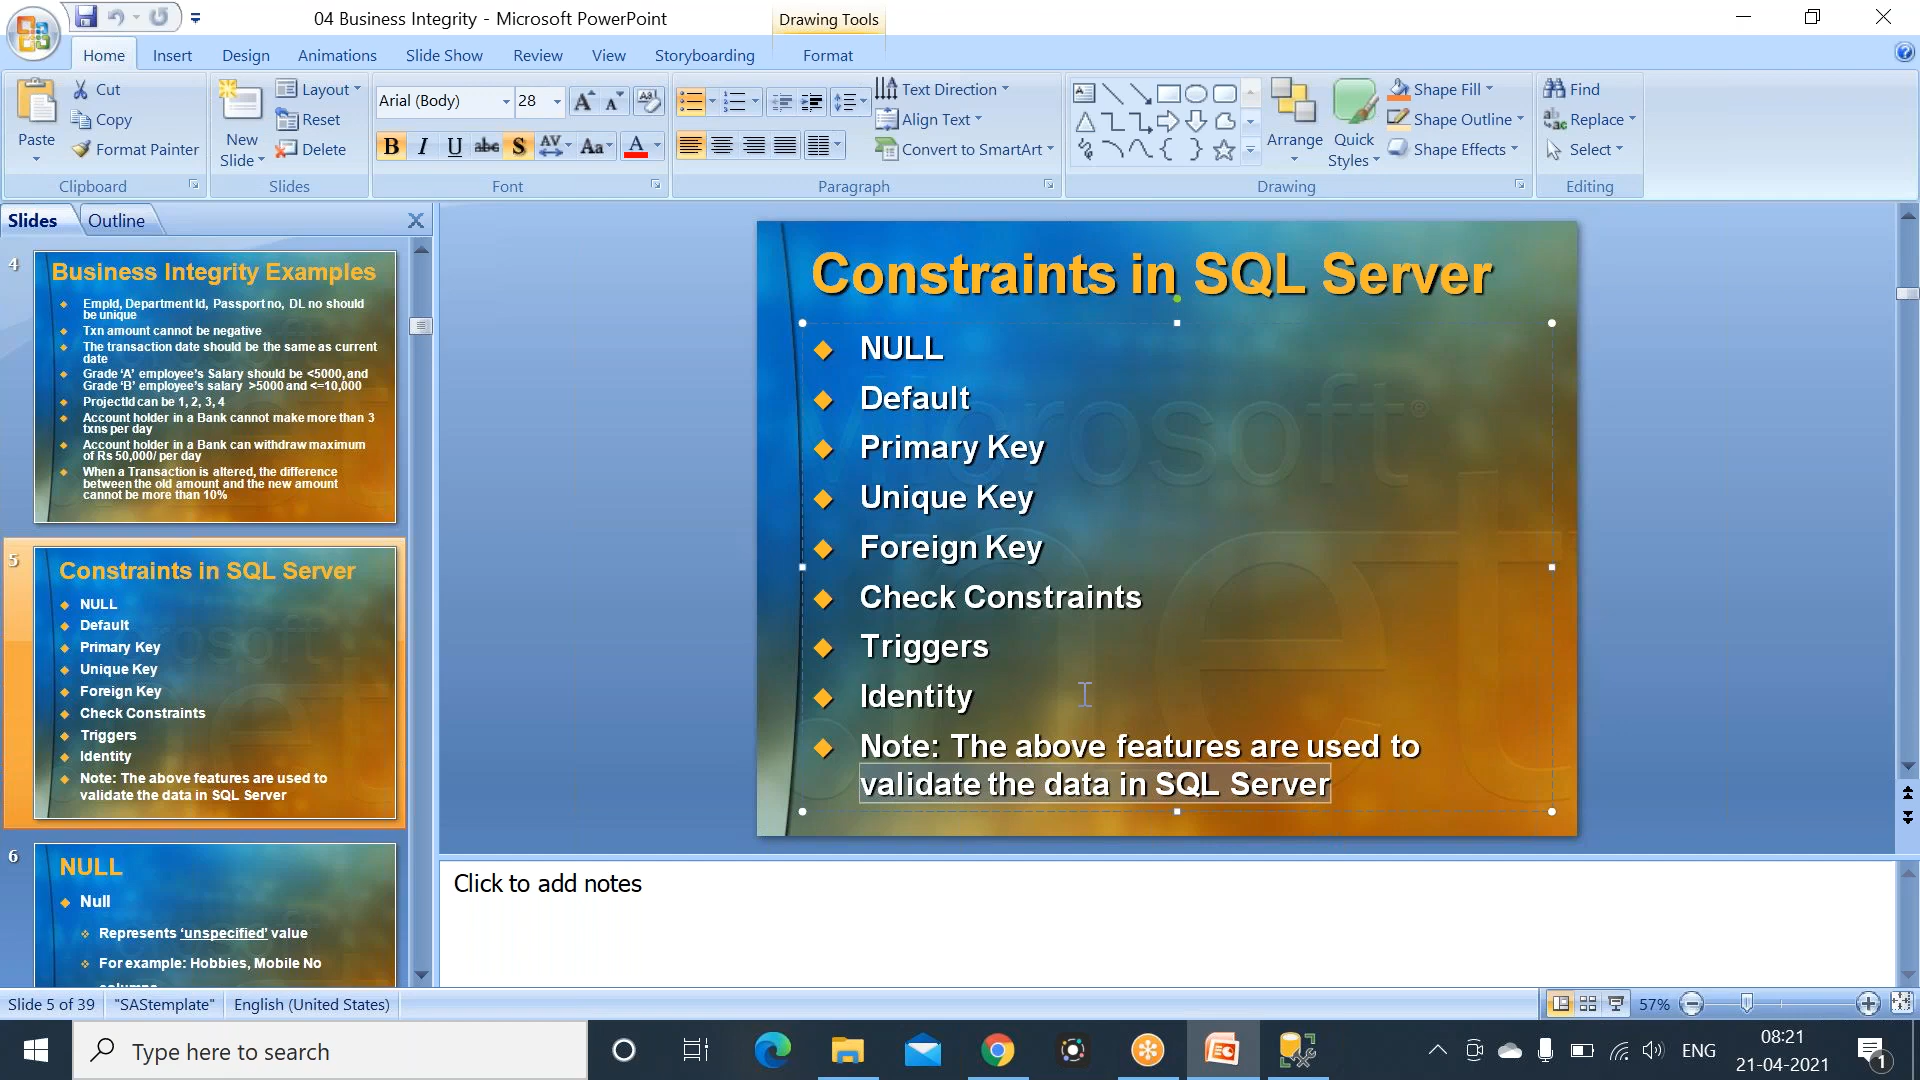 04 Business Integrity - Microsoft PowerPoint
Drawing Tools
Home
Insert
Design
Animations
Slide Show
Review
View
Storyboarding
Format
Paste
Cut
Copy
Format Painter
Clipboard
New
Slide
Layout
Reset
Delete
Slides
Arial (Body)
28
B I U abc S AV Aa A
Font
Text Direction
Align Text
Convert to SmartArt
Paragraph
Arrange
Quick
Styles
Shape Fill
Shape Outline
Shape Effects
Drawing
Find
Replace
Select
Editing
Slides
Outline
4
Business Integrity Examples
EmpId, Department Id, Passport no, DL no should
be unique
Txn amount cannot be negative
The transaction date should be the same as current
date
Grade ‘A’ employee’s Salary should be <5000, and
Grade ‘B’ employee’s salary >5000 and <=10,000
ProjectId can be 1, 2, 3, 4
Account holder in a Bank cannot make more than 3
txns per day
Account holder in a Bank can withdraw maximum
of Rs 50,000/ per day
When a Transaction is altered, the difference
between the old amount and the new amount
cannot be more than 10%
5
Constraints in SQL Server
NULL
Default
Primary Key
Unique Key
Foreign Key
Check Constraints
Triggers
Identity
Note: The above features are used to
validate the data in SQL Server
6
NULL
Null
Represents ‘unspecified’ value
For example: Hobbies, Mobile No
Constraints in SQL Server
NULL
Default
Primary Key
Unique Key
Foreign Key
Check Constraints
Triggers
Identity
Note: The above features are used to
validate the data in SQL Server
Click to add notes
Slide 5 of 39
"SAStemplate"
English (United States)
57%
Type here to search
ENG
08:21
21-04-2021
1